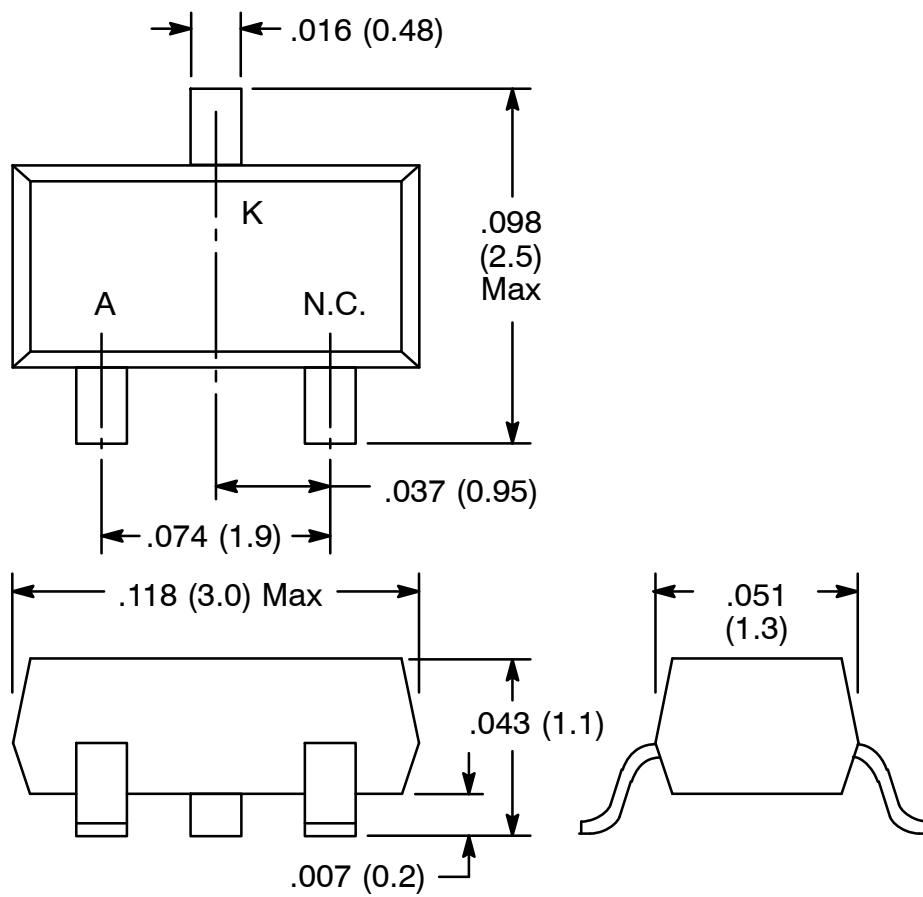 .016 (0.48)
K
.098
(2.5)
Max
A
N.C.
.037 (0.95)
.074 (1.9)
.118 (3.0) Max
.051
(1.3)
.043 (1.1)
.007 (0.2)